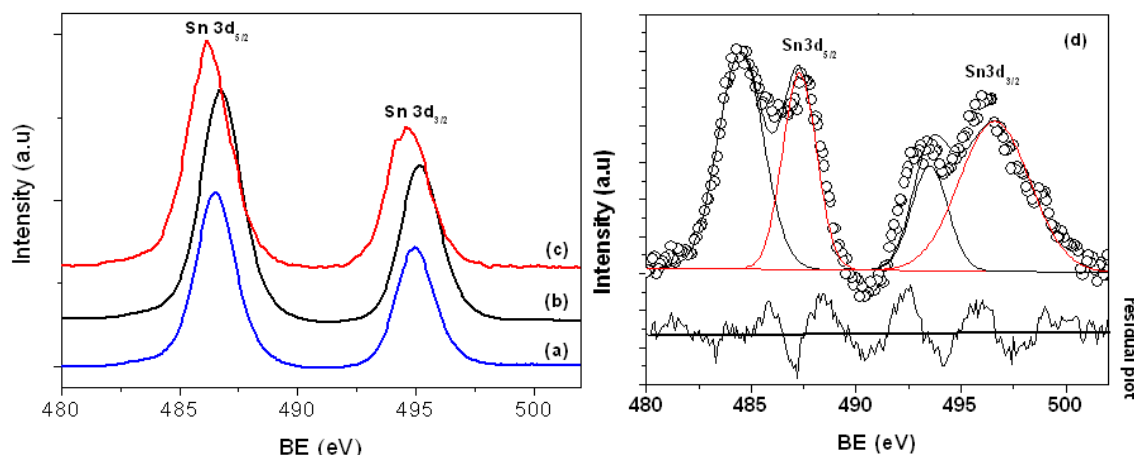 Sn 3d5/2
Sn 3d3/2
(c)
(b)
(a)
Intensity (a.u)
480 485 490 495 500
BE (eV)
(d)
Sn3d5/2
Sn3d3/2
Intensity (a.u)
residual plot
480 485 490 495 500
BE (eV)